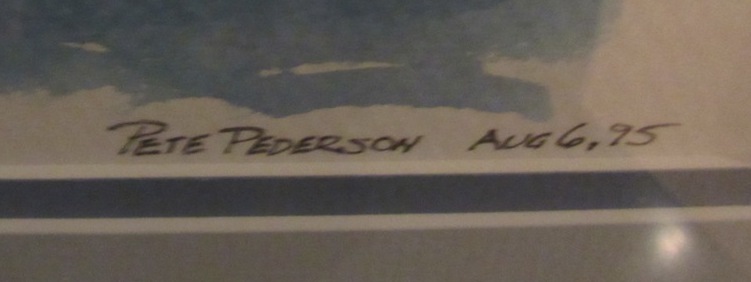 PETE PEDERSON AUG 6, 95